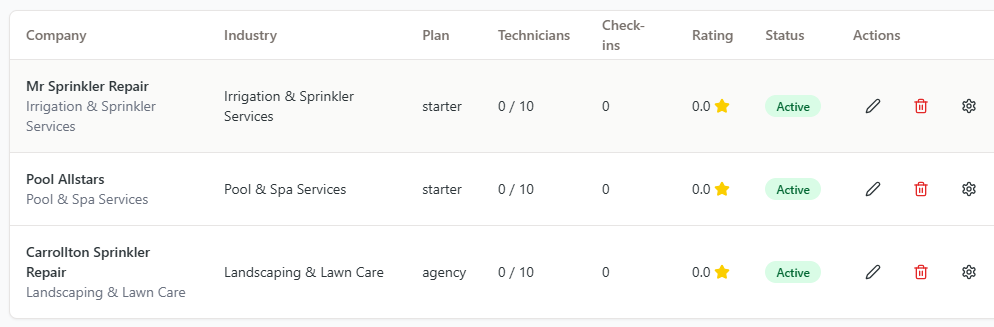 Company Industry Plan Technicians Check-
ins Rating Status Actions
Mr Sprinkler Repair
Irrigation & Sprinkler
Services
Irrigation & Sprinkler
Services
starter 0 / 10 0 0.0 Active
Pool Allstars
Pool & Spa Services
Pool & Spa Services starter 0 / 10 0 0.0 Active
Carrollton Sprinkler
Repair
Landscaping & Lawn Care
Landscaping & Lawn Care agency 0 / 10 0 0.0 Active